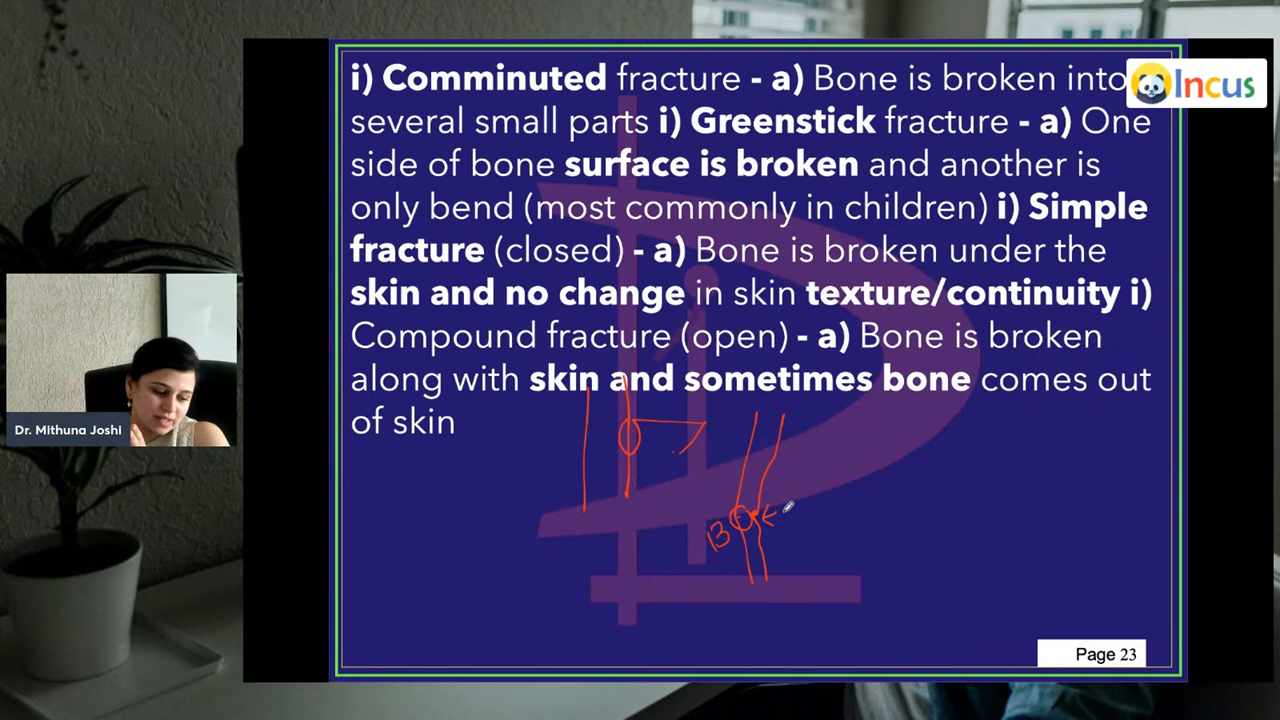 i) Comminuted fracture - a) Bone is broken into
several small parts i) Greenstick fracture - a) One
side of bone surface is broken and another is
only bend (most commonly in children) i) Simple
fracture (closed) - a) Bone is broken under the
skin and no change in skin texture/continuity i)
Compound fracture (open) - a) Bone is broken
along with skin and sometimes bone comes out
of skin
Incus
Dr. Mithuna Joshi
B
Page 23